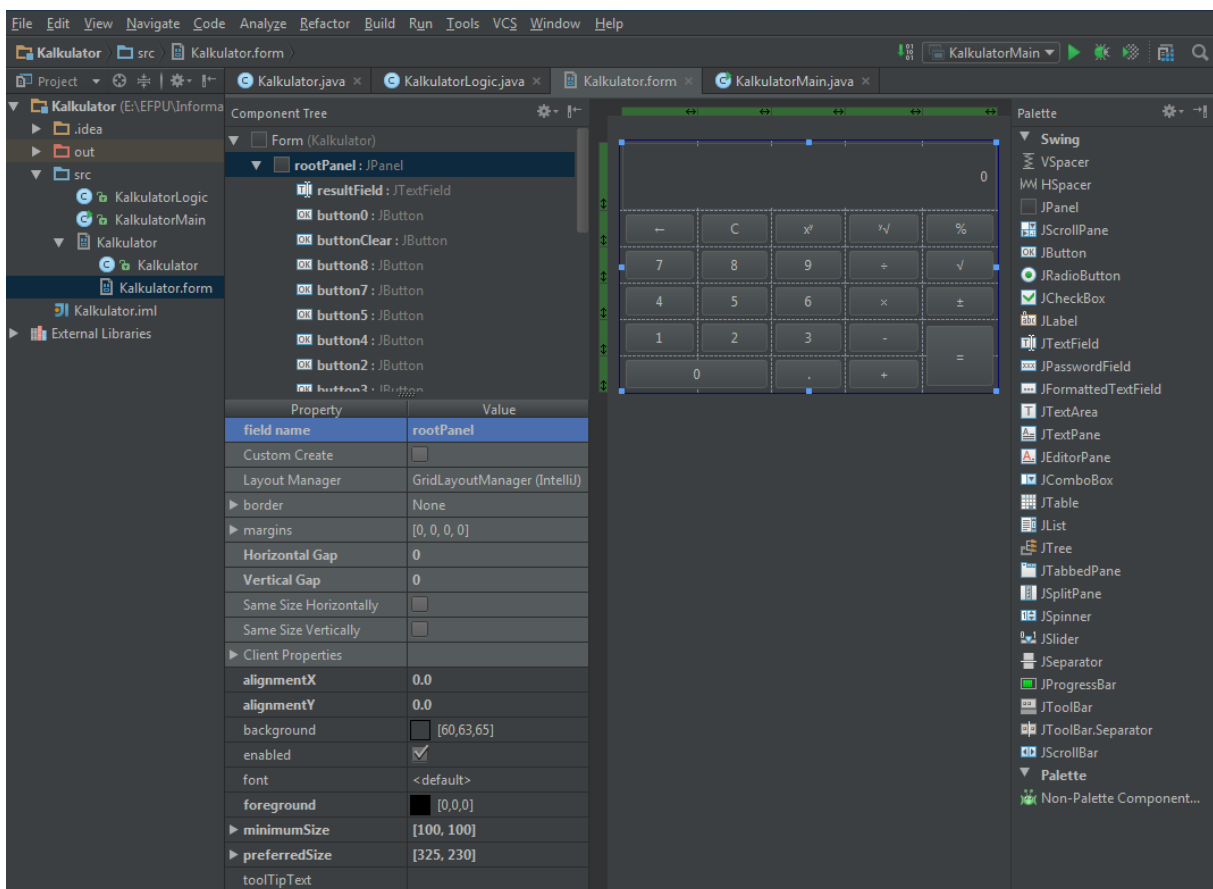 File Edit View Navigate Code Analyze Refactor Build Run Tools VCS Window Help
Kalkulator src Kalkulator.form KalkulatorMain
Project Kalkulator.java KalkulatorLogic.java Kalkulator.form KalkulatorMain.java
Kalkulator (E:\EFPU\Informa
.idea
out
src
KalkulatorLogic
KalkulatorMain
Kalkulator
Kalkulator
Kalkulator.form
Kalkulator.iml
External Libraries
Component Tree
Form (Kalkulator)
rootPanel : JPanel
resultField : JTextField
button0 : JButton
buttonClear : JButton
button8 : JButton
button7 : JButton
button5 : JButton
button4 : JButton
button2 : JButton
button3 : JButton
Property Value
field name rootPanel
Custom Create
Layout Manager GridLayoutManager (IntelliJ)
border None
margins [0, 0, 0, 0]
Horizontal Gap 0
Vertical Gap 0
Same Size Horizontally
Same Size Vertically
Client Properties
alignmentX 0.0
alignmentY 0.0
background [60,63,65]
enabled
font <default>
foreground [0,0,0]
minimumSize [100, 100]
preferredSize [325, 230]
toolTipText
0
← C xʸ ʸ√ %
7 8 9 ÷ √
4 5 6 × ±
1 2 3 -
=
0 . +
Palette
Swing
VSpacer
HSpacer
JPanel
JScrollPane
JButton
JRadioButton
JCheckBox
JLabel
JTextField
JPasswordField
JFormattedTextField
JTextArea
JTextPane
JEditorPane
JComboBox
JTable
JList
JTree
JTabbedPane
JSplitPane
JSpinner
JSlider
JSeparator
JProgressBar
JToolBar
JToolBar.Separator
JScrollBar
Palette
Non-Palette Component...